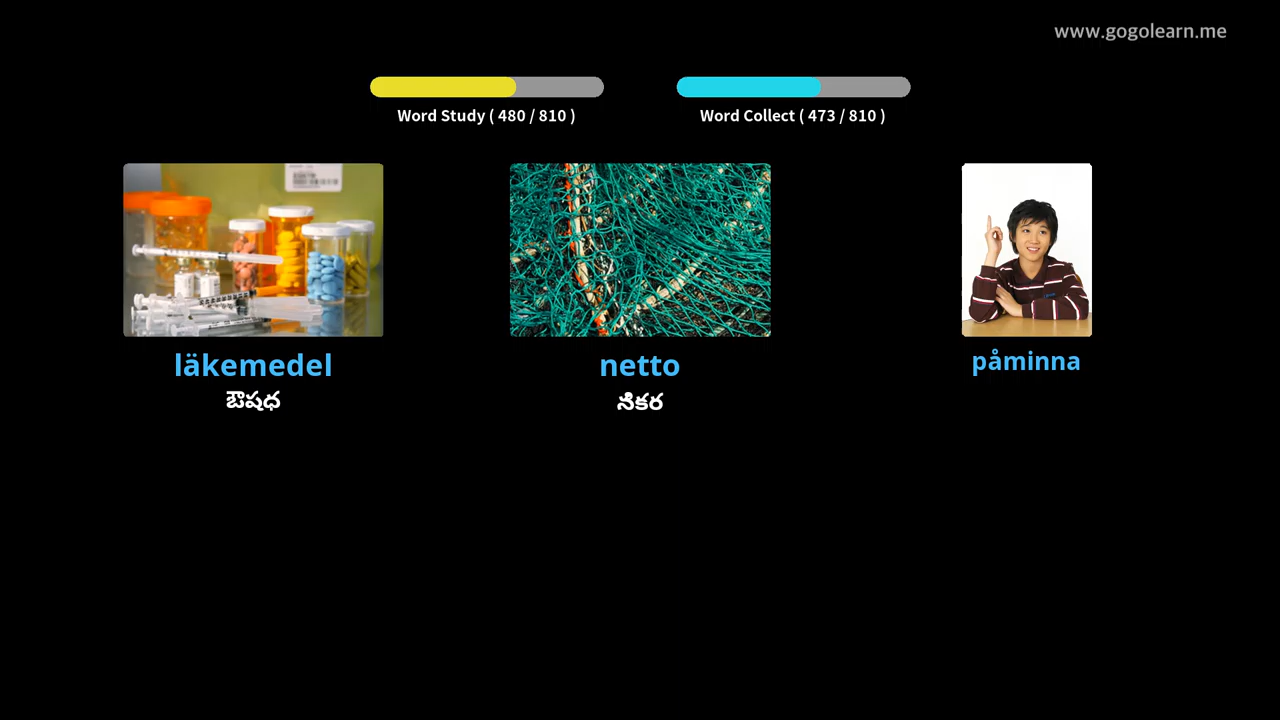 www.gogolearn.me
Word Study ( 480 / 810 )
Word Collect ( 473 / 810 )
läkemedel
netto
påminna
ఔషధ
నికర